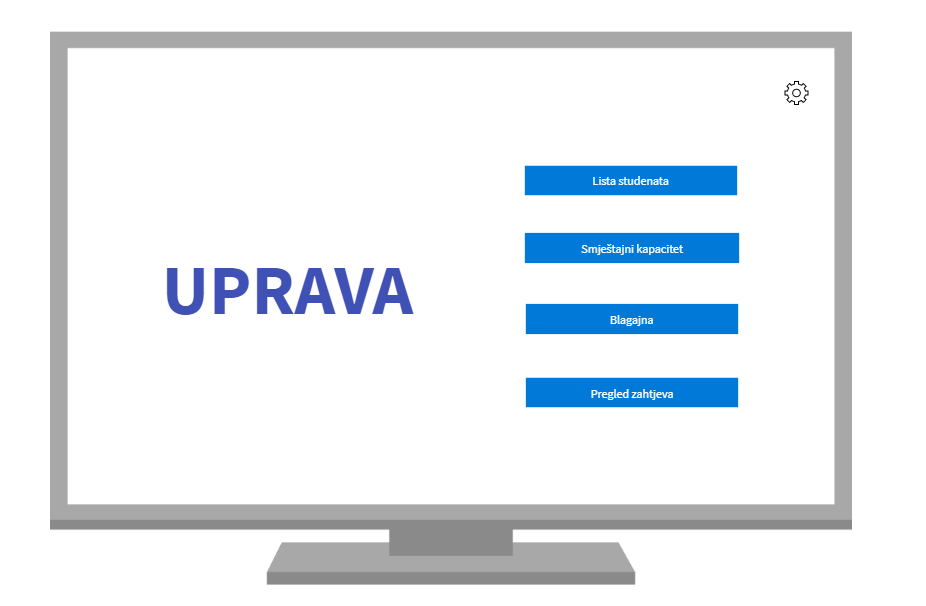 UPRAVA
Lista studenata
Smještajni kapacitet
Blagajna
Pregled zahtjeva